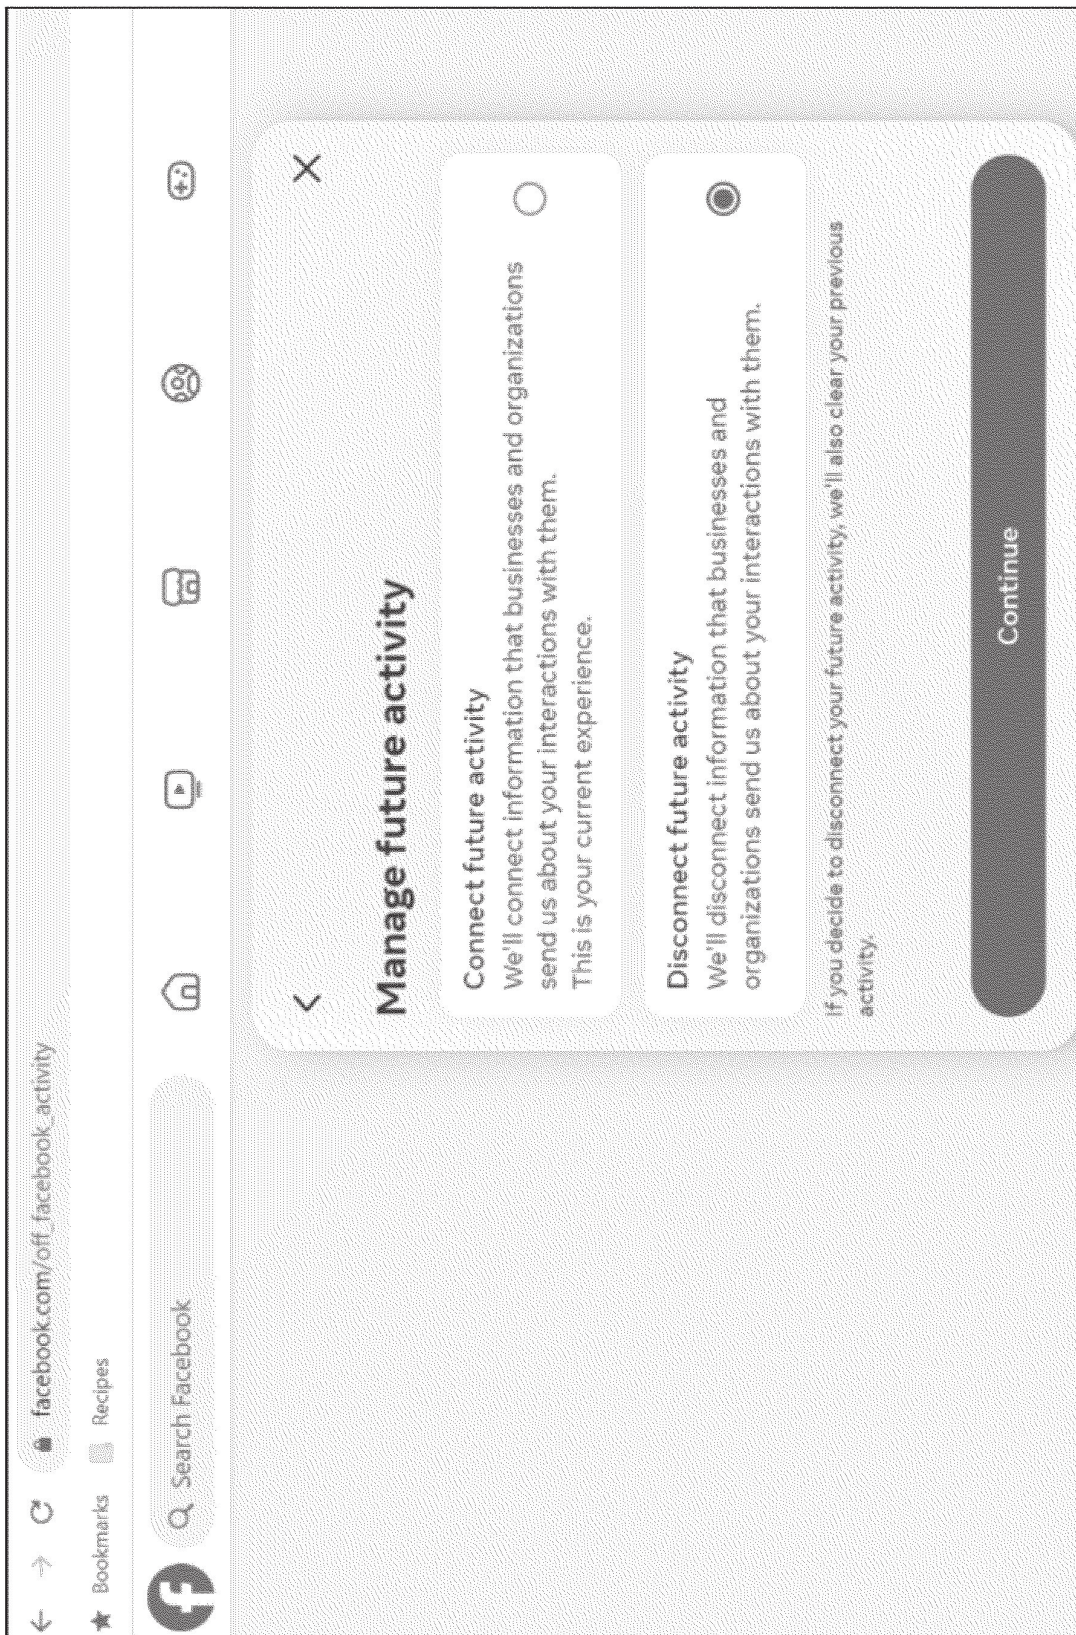 facebook.com/off_facebook_activity
Bookmarks
Recipes
Search Facebook
Manage future activity
Connect future activity
We'll connect information that businesses and organizations
send us about your interactions with them.
This is your current experience.
Disconnect future activity
We'll disconnect information that businesses and
organizations send us about your interactions with them.
If you decide to disconnect your future activity, we'll also clear your previous
activity.
Continue